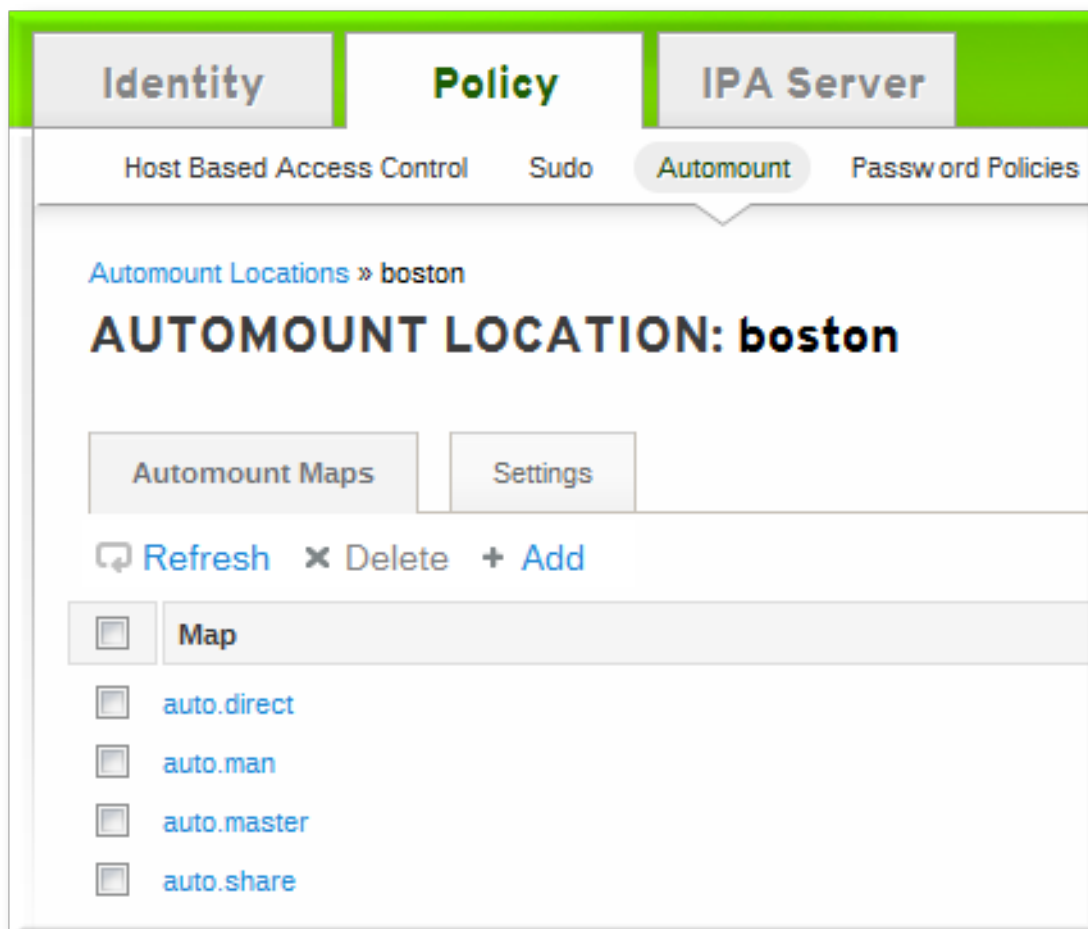 Identity Policy IPA Server
Host Based Access Control Sudo Automount Password Policies
Automount Locations » boston
AUTOMOUNT LOCATION: boston
Automount Maps Settings
Refresh Delete + Add
Map
auto.direct
auto.man
auto.master
auto.share